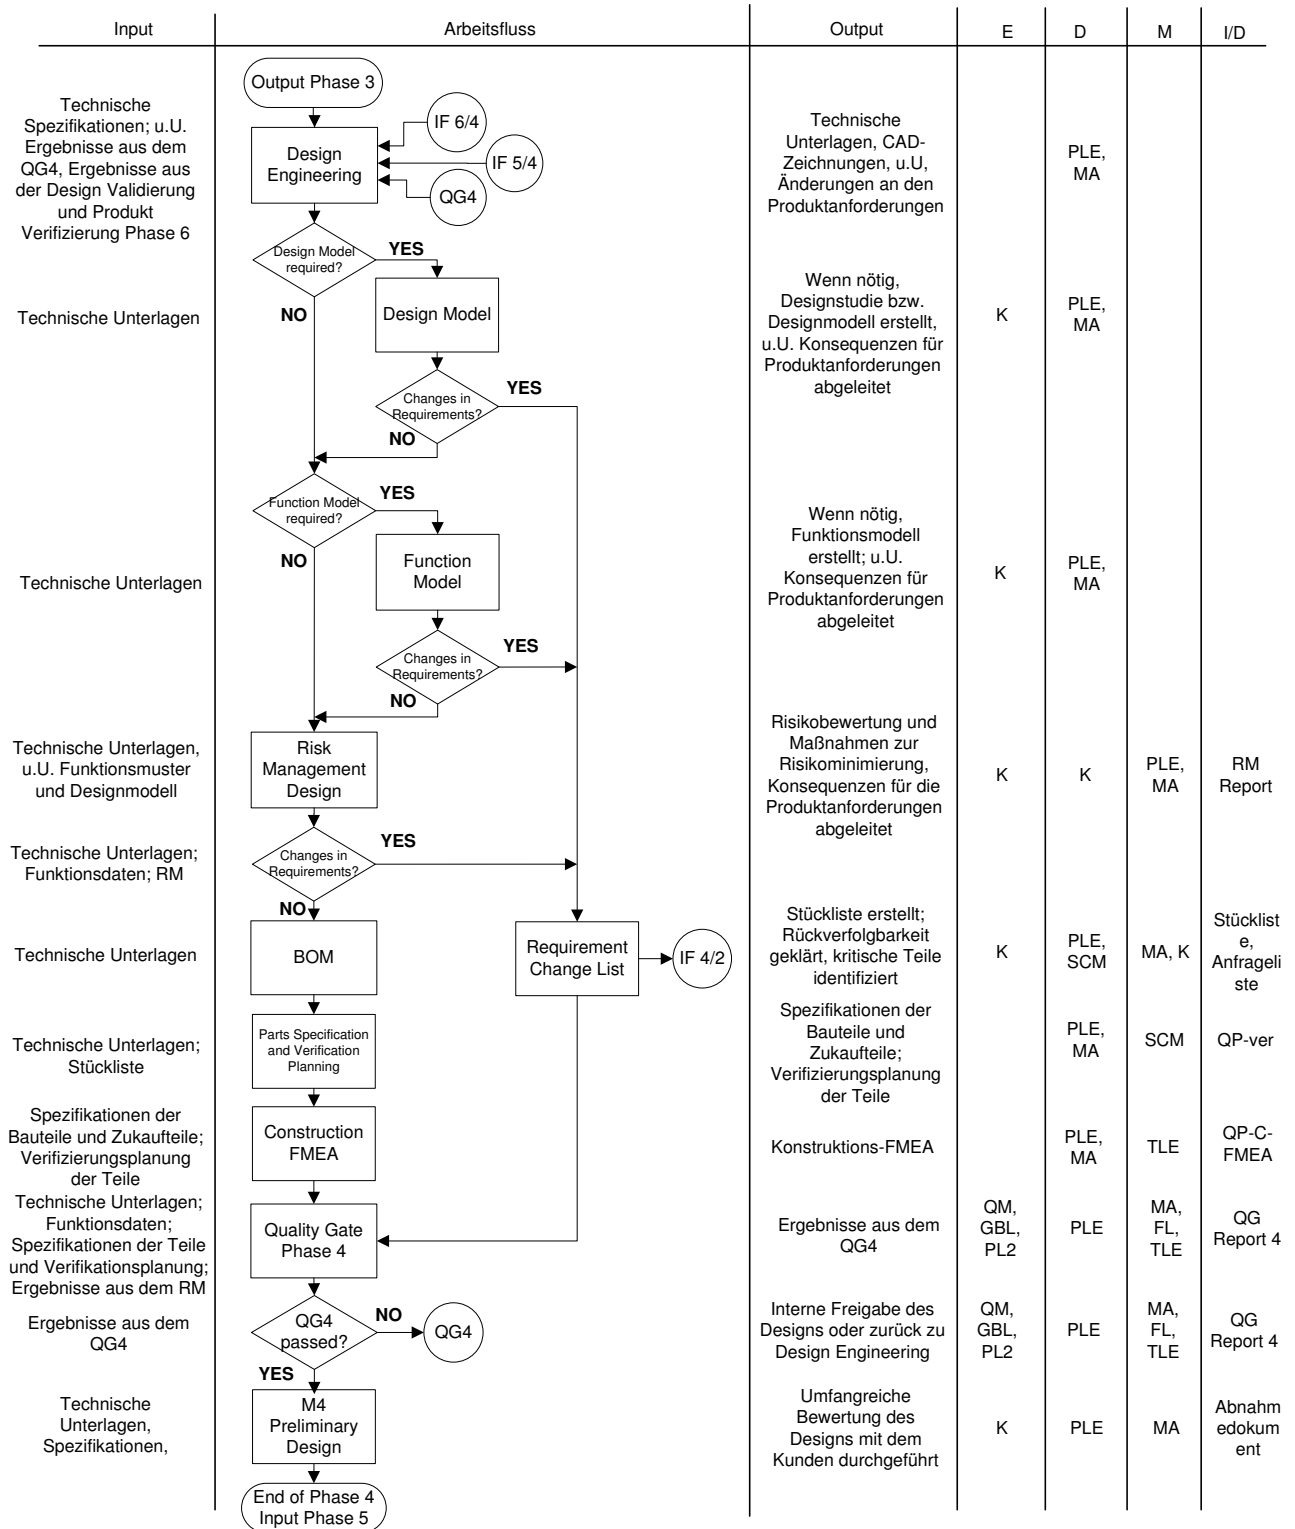 Input
Arbeitsfluss
Output
E
D
M
I/D
Output Phase 3
Technische
Spezifikationen; u.U.
Ergebnisse aus dem
QG4, Ergebnisse aus
der Design Validierung
und Produkt
Verifizierung Phase 6
Design
Engineering
IF 6/4
IF 5/4
QG4
Technische
Unterlagen, CAD-
Zeichnungen, u.U,
Änderungen an den
Produktanforderungen
PLE,
MA
Design Model
required?
YES
NO
Technische Unterlagen
Design Model
Wenn nötig,
Designstudie bzw.
Designmodell erstellt,
u.U. Konsequenzen für
Produktanforderungen
abgeleitet
K
PLE,
MA
Changes in
Requirements?
YES
NO
Function Model
required?
YES
NO
Technische Unterlagen
Function
Model
Wenn nötig,
Funktionsmodell
erstellt; u.U.
Konsequenzen für
Produktanforderungen
abgeleitet
K
PLE,
MA
Changes in
Requirements?
YES
NO
Technische Unterlagen,
u.U. Funktionsmuster
und Designmodell
Risk
Management
Design
Risikobewertung und
Maßnahmen zur
Risikominimierung,
Konsequenzen für die
Produktanforderungen
abgeleitet
K
K
PLE,
MA
RM
Report
Technische Unterlagen;
Funktionsdaten; RM
Changes in
Requirements?
YES
NO
Technische Unterlagen
BOM
Requirement
Change List
IF 4/2
Stückliste erstellt;
Rückverfolgbarkeit
geklärt, kritische Teile
identifiziert
K
PLE,
SCM
MA, K
Stücklist
e,
Anfrageli
ste
Technische Unterlagen;
Stückliste
Parts Specification
and Verification
Planning
Spezifikationen der
Bauteile und
Zukaufteile;
Verifizierungsplanung
der Teile
PLE,
MA
SCM
QP-ver
Spezifikationen der
Bauteile und Zukaufteile;
Verifizierungsplanung
der Teile
Construction
FMEA
Konstruktions-FMEA
PLE,
MA
TLE
QP-C-
FMEA
Technische Unterlagen;
Funktionsdaten;
Spezifikationen der Teile
und Verifikationsplanung;
Ergebnisse aus dem RM
Quality Gate
Phase 4
Ergebnisse aus dem
QG4
QM,
GBL,
PL2
PLE
MA,
FL,
TLE
QG
Report 4
Ergebnisse aus dem
QG4
QG4
passed?
NO
QG4
YES
Interne Freigabe des
Designs oder zurück zu
Design Engineering
QM,
GBL,
PL2
PLE
MA,
FL,
TLE
QG
Report 4
Technische
Unterlagen,
Spezifikationen,
M4
Preliminary
Design
Umfangreiche
Bewertung des
Designs mit dem
Kunden durchgeführt
K
PLE
MA
Abnahm
edokum
ent
End of Phase 4
Input Phase 5